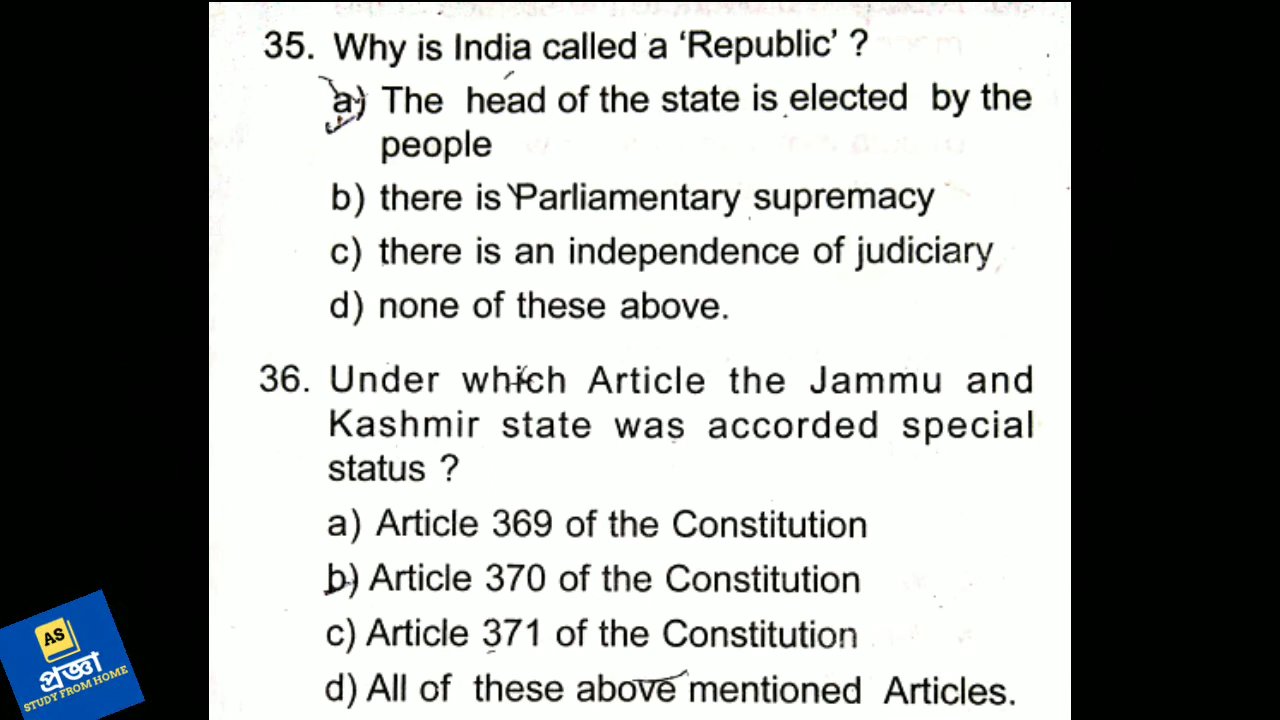 35. Why is India called a ‘Republic’ ?
a) The head of the state is elected by the
people
b) there is Parliamentary supremacy
c) there is an independence of judiciary
d) none of these above.
36. Under which Article the Jammu and
Kashmir state was accorded special
status ?
a) Article 369 of the Constitution
b) Article 370 of the Constitution
c) Article 371 of the Constitution
d) All of these above mentioned Articles.
AS
প্রজ্ঞা
STUDY FROM HOME